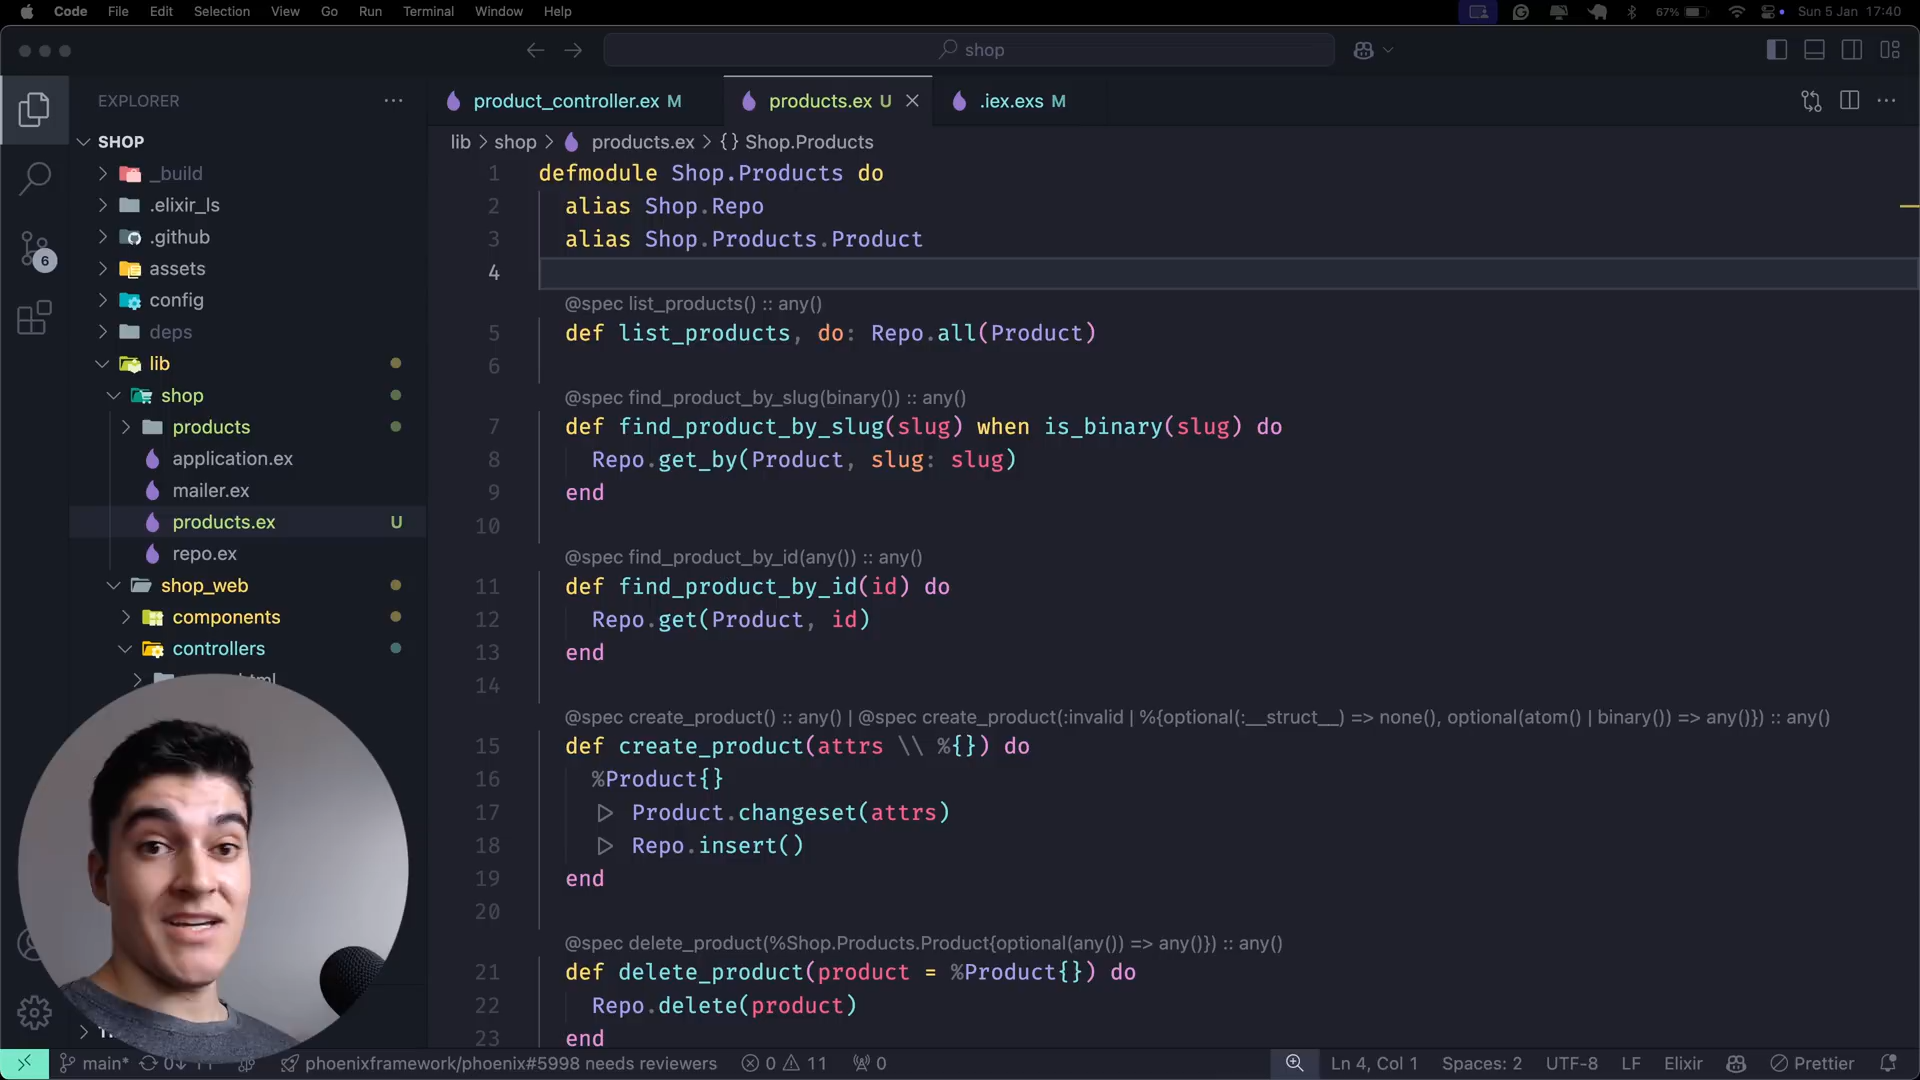 Code File Edit Selection View Go Run Terminal Window Help
67% Sun 5 Jan 17:40
shop
EXPLORER
SHOP
_build
.elixir_ls
.github
assets
config
deps
lib
shop
products
application.ex
mailer.ex
products.ex U
repo.ex
shop_web
components
controllers
6
product_controller.ex M
products.ex U
.iex.exs M
lib > shop > products.ex > {} Shop.Products
1 defmodule Shop.Products do
2 alias Shop.Repo
3 alias Shop.Products.Product
4
@spec list_products() :: any()
5 def list_products, do: Repo.all(Product)
6
@spec find_product_by_slug(binary()) :: any()
7 def find_product_by_slug(slug) when is_binary(slug) do
8 Repo.get_by(Product, slug: slug)
9 end
10
@spec find_product_by_id(any()) :: any()
11 def find_product_by_id(id) do
12 Repo.get(Product, id)
13 end
14
@spec create_product() :: any() | @spec create_product(:invalid | %{optional(:__struct__) => none(), optional(atom() | binary()) => any()}) :: any()
15 def create_product(attrs \\ %{}) do
16 %Product{}
17 ▷ Product.changeset(attrs)
18 ▷ Repo.insert()
19 end
20
@spec delete_product(%Shop.Products.Product{optional(any()) => any()}) :: any()
21 def delete_product(product = %Product{}) do
22 Repo.delete(product)
23 end
main* 0↓ phoenixframework/phoenix#5998 needs reviewers 0 11 0
Ln 4, Col 1 Spaces: 2 UTF-8 LF Elixir Prettier